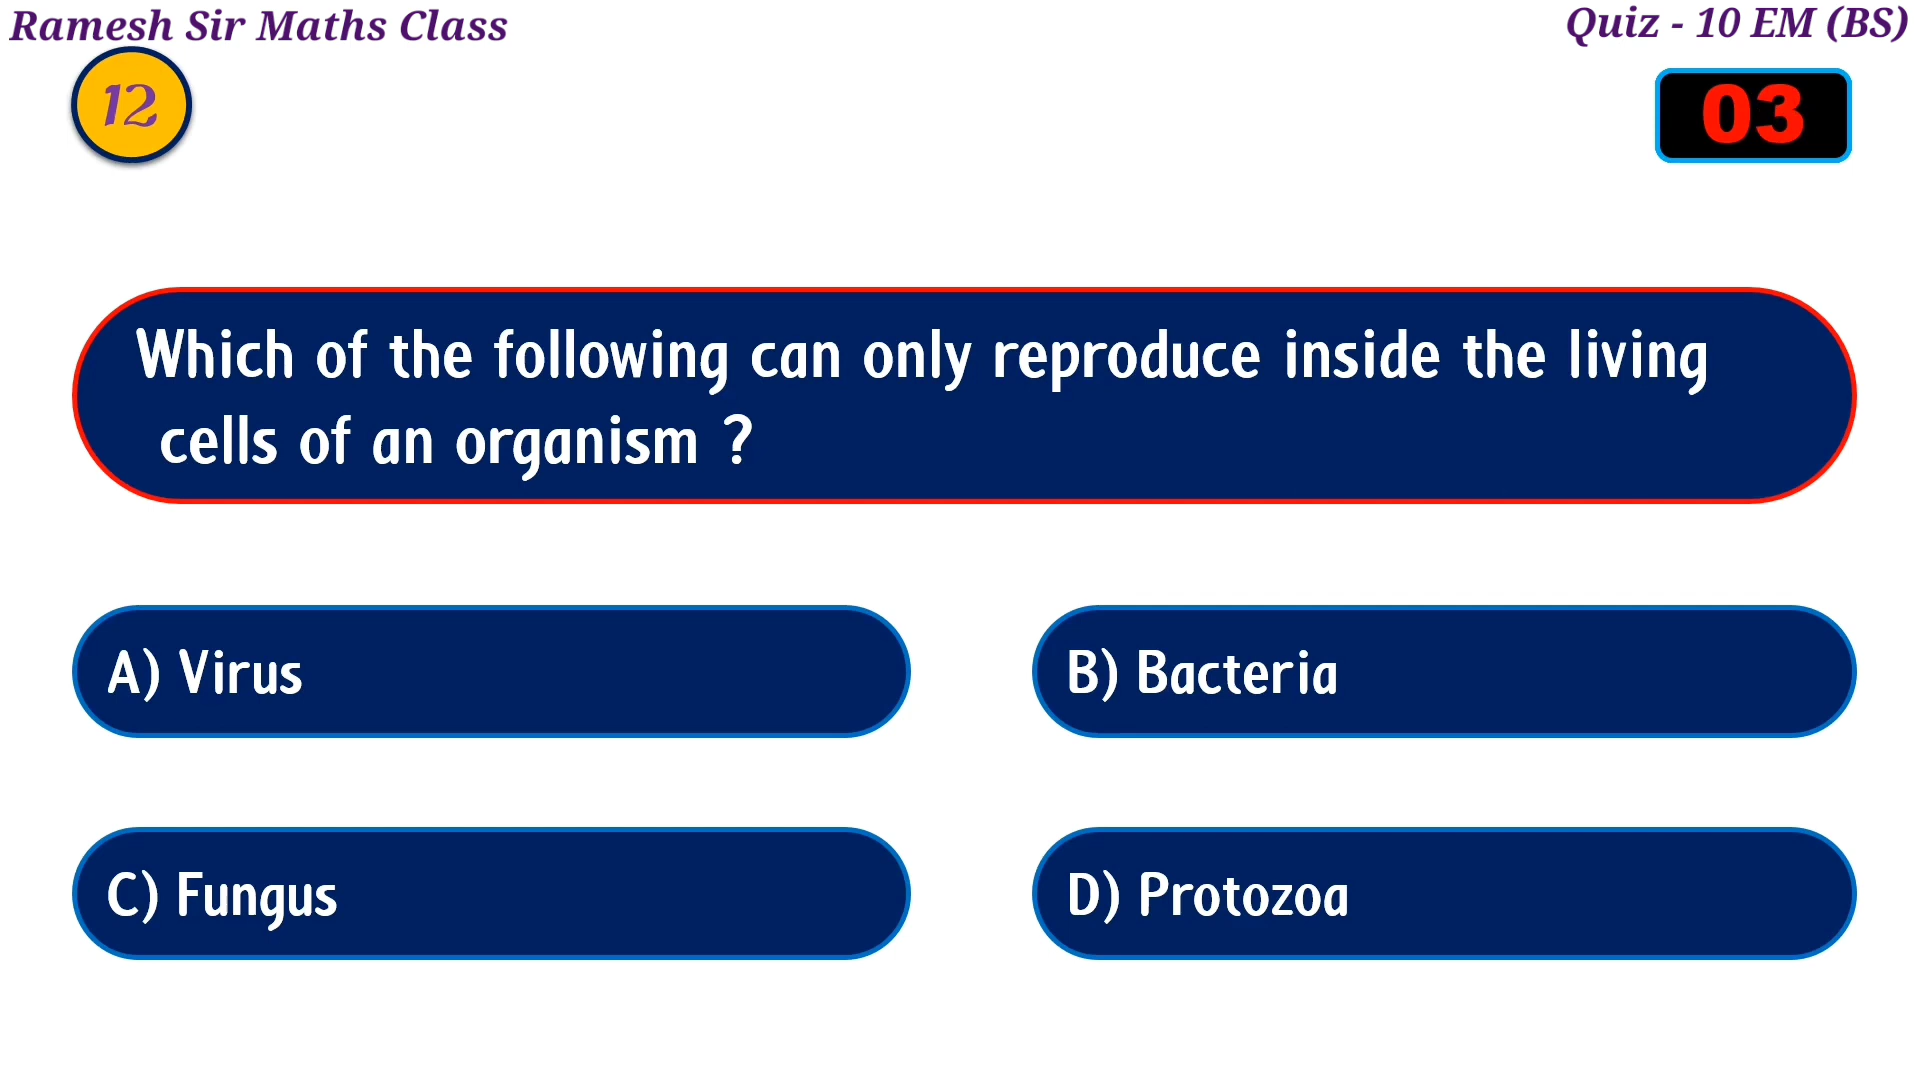 Ramesh Sir Maths Class
Quiz - 10 EM (BS)
12
03
Which of the following can only reproduce inside the living
cells of an organism ?
A) Virus
B) Bacteria
C) Fungus
D) Protozoa